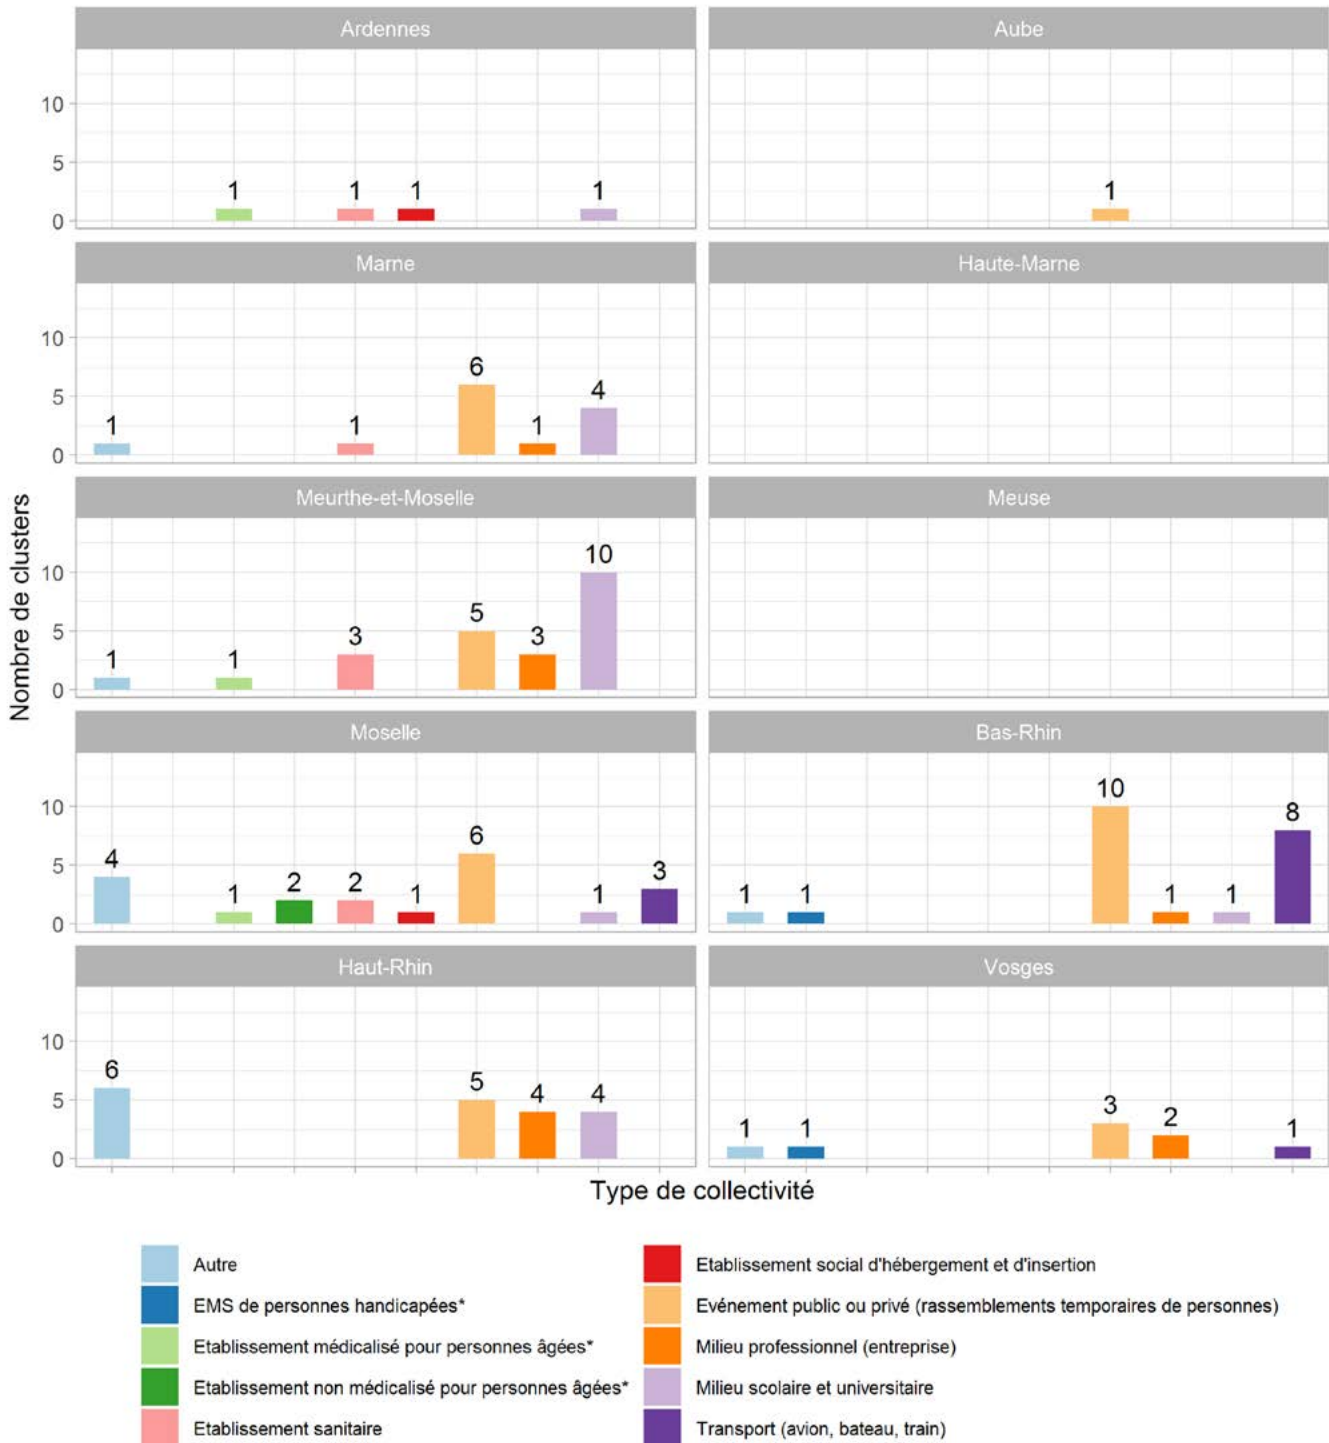 Ardennes
Aube
10
5
0
1
1
1
1
1
Marne
Haute-Marne
10
5
0
1
1
6
1
4
Meurthe-et-Moselle
Meuse
10
5
0
1
1
3
5
3
10
Nombre de clusters
Moselle
Bas-Rhin
10
5
0
4
1
2
2
1
6
1
3
1
1
10
1
1
8
Haut-Rhin
Vosges
10
5
0
6
5
4
4
1
1
3
2
1
Type de collectivité
Autre
EMS de personnes handicapées*
Etablissement médicalisé pour personnes âgées*
Etablissement non médicalisé pour personnes âgées*
Etablissement sanitaire
Etablissement social d'hébergement et d'insertion
Evénement public ou privé (rassemblements temporaires de personnes)
Milieu professionnel (entreprise)
Milieu scolaire et universitaire
Transport (avion, bateau, train)